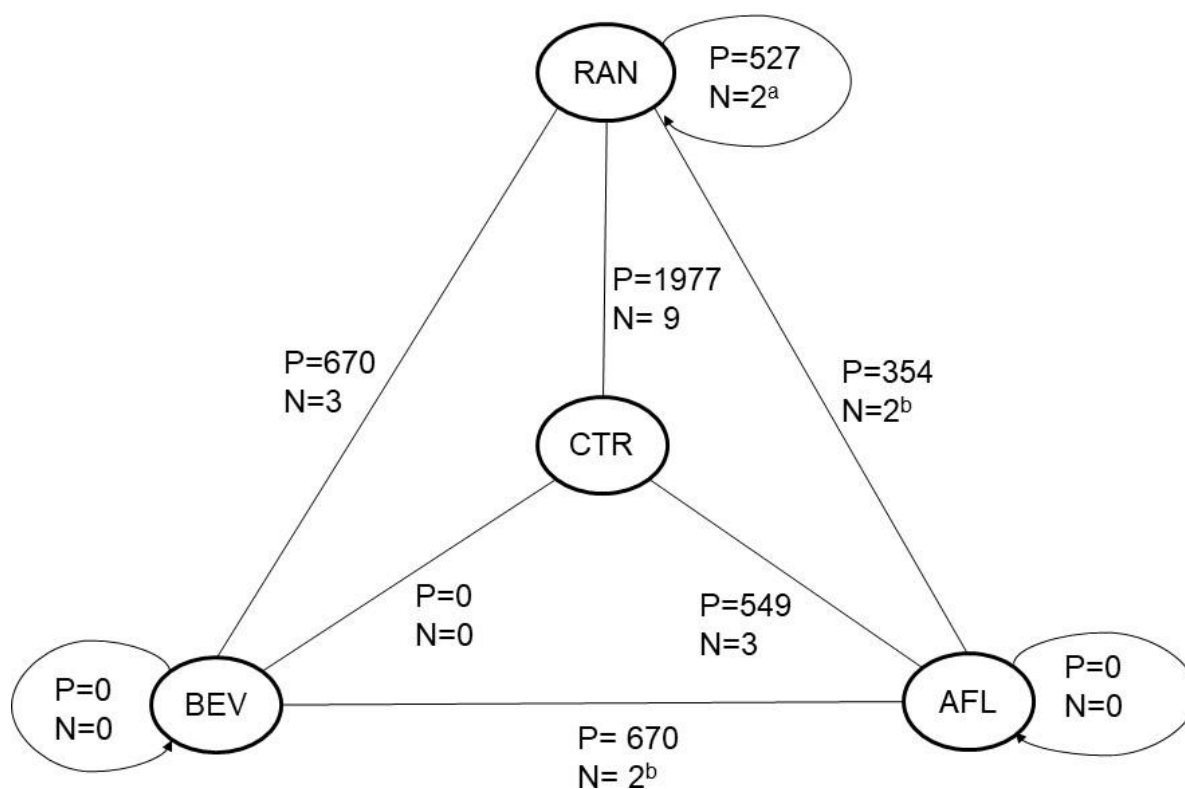 RAN
P=527
N=2ᵃ
P=1977
N= 9
P=670
N=3
P=354
N=2ᵇ
CTR
P=0
N=0
P=549
N=3
P=0
N=0
BEV
AFL
P=0
N=0
P= 670
N= 2ᵇ